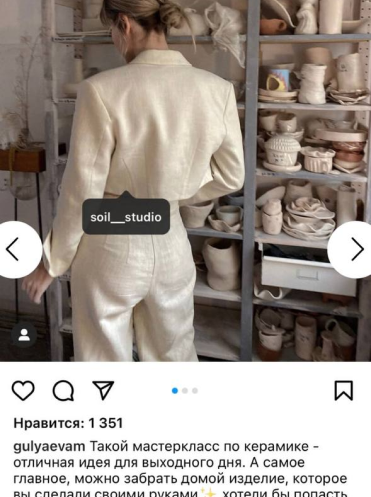 soil__studio
Нравится: 1 351
gulyaevam Такой мастеркласс по керамике -
отличная идея для выходного дня. А самое
главное, можно забрать домой изделие, которое
вы сделали своими руками✨ хотели бы попасть